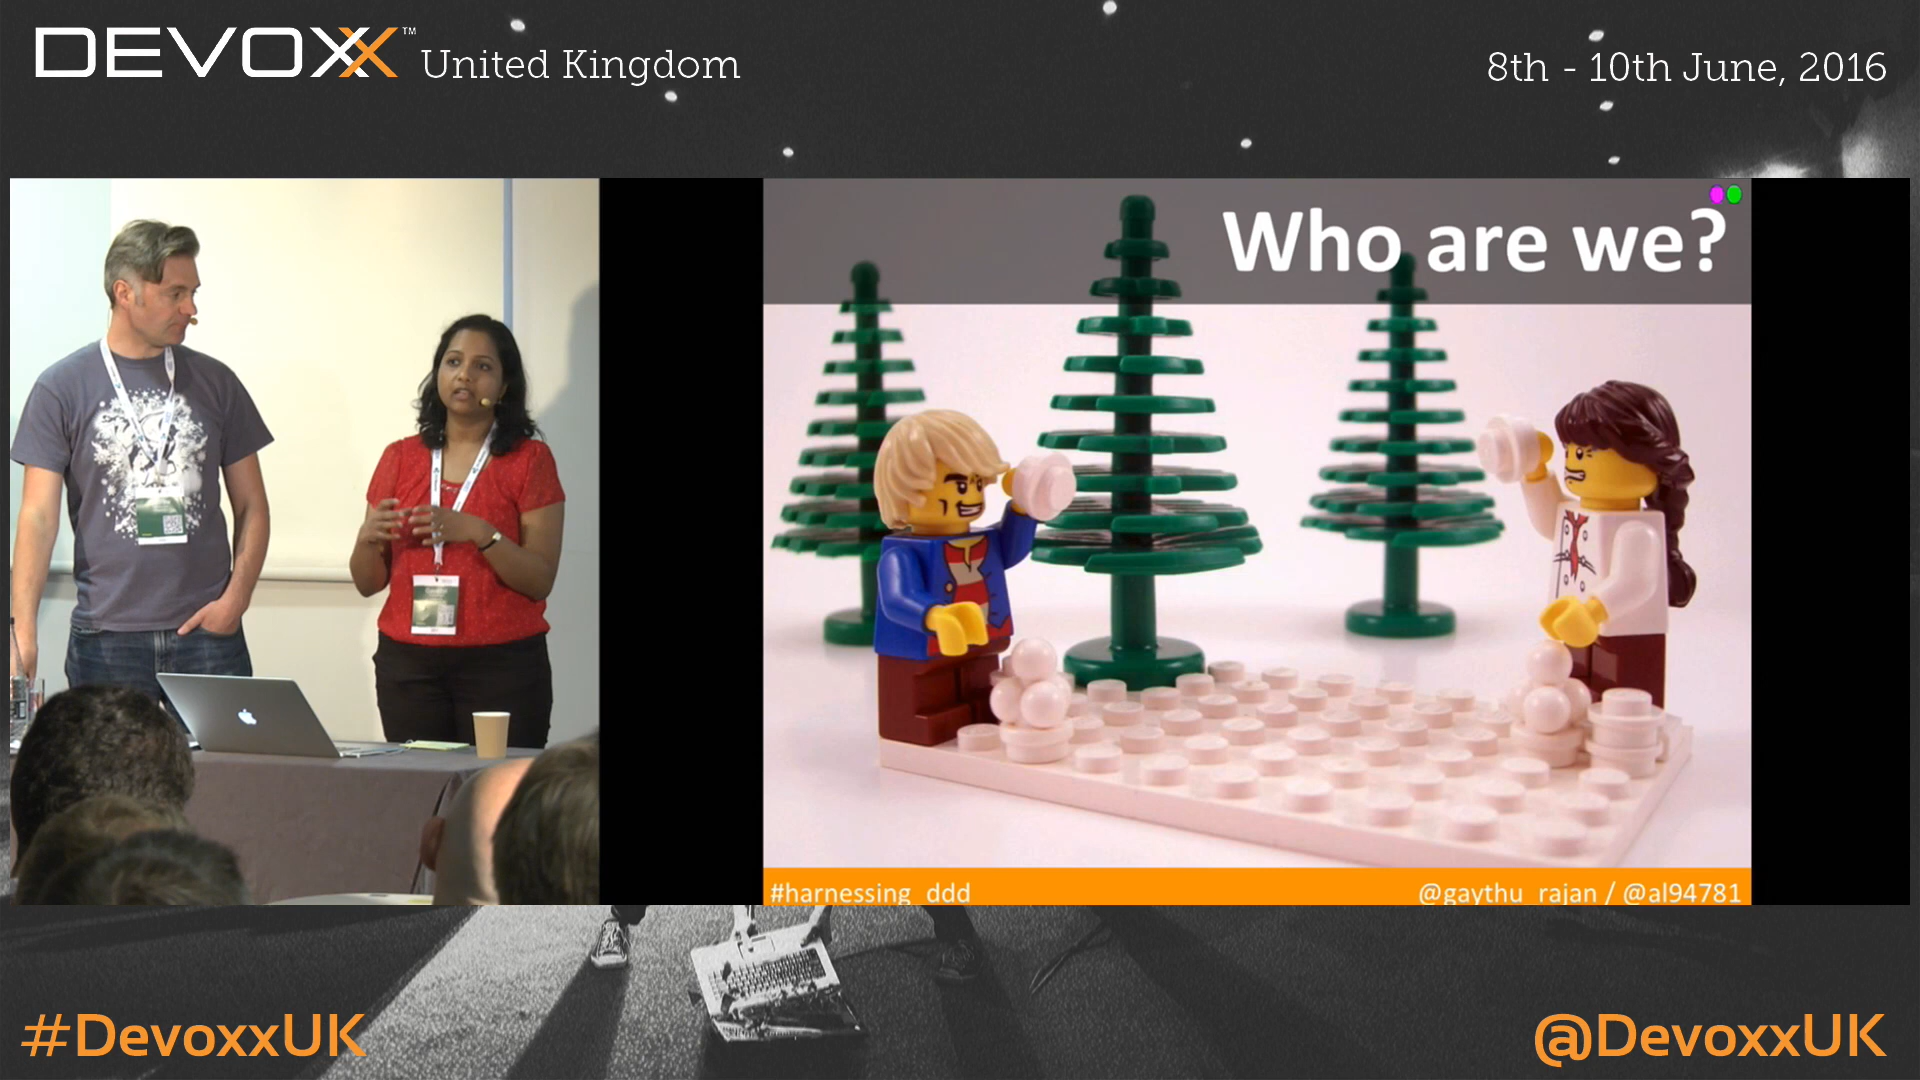 DEVOXX™ United Kingdom
8th - 10th June, 2016
Who are we?
#harnessing_ddd
@gaythu_rajan / @al94781
#DevoxxUK
@DevoxxUK